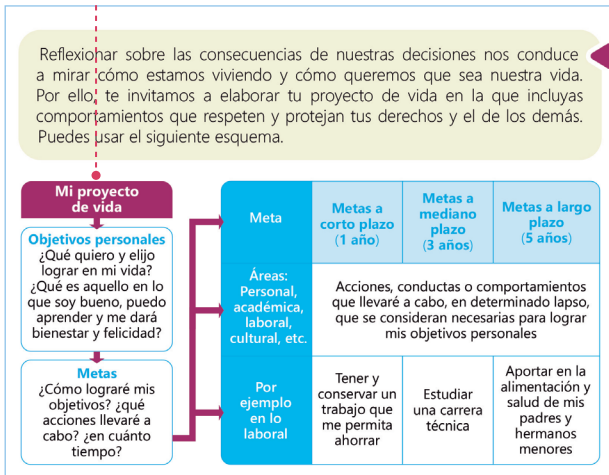 Reflexionar sobre las consecuencias de nuestras decisiones nos conduce
a mirar cómo estamos viviendo y cómo queremos que sea nuestra vida.
Por ello, te invitamos a elaborar tu proyecto de vida en la que incluyas
comportamientos que respeten y protejan tus derechos y el de los demás.
Puedes usar el siguiente esquema.
Mi proyecto
de vida
Objetivos personales
¿Qué quiero y elijo
lograr en mi vida?
¿Qué es aquello en lo
que soy bueno, puedo
aprender y me dará
bienestar y felicidad?
Metas
¿Cómo lograré mis
objetivos? ¿qué
acciones llevaré a
cabo? ¿en cuánto
tiempo?
Meta
Metas a
corto plazo
(1 año)
Metas a
mediano
plazo
(3 años)
Metas a largo
plazo
(5 años)
Áreas:
Personal,
académica,
laboral,
cultural, etc.
Acciones, conductas o comportamientos
que llevaré a cabo, en determinado lapso,
que se consideran necesarias para lograr
mis objetivos personales
Por
ejemplo
en lo
laboral
Tener y
conservar un
trabajo que
me permita
ahorrar
Estudiar
una carrera
técnica
Aportar en la
alimentación y
salud de mis
padres y
hermanos
menores